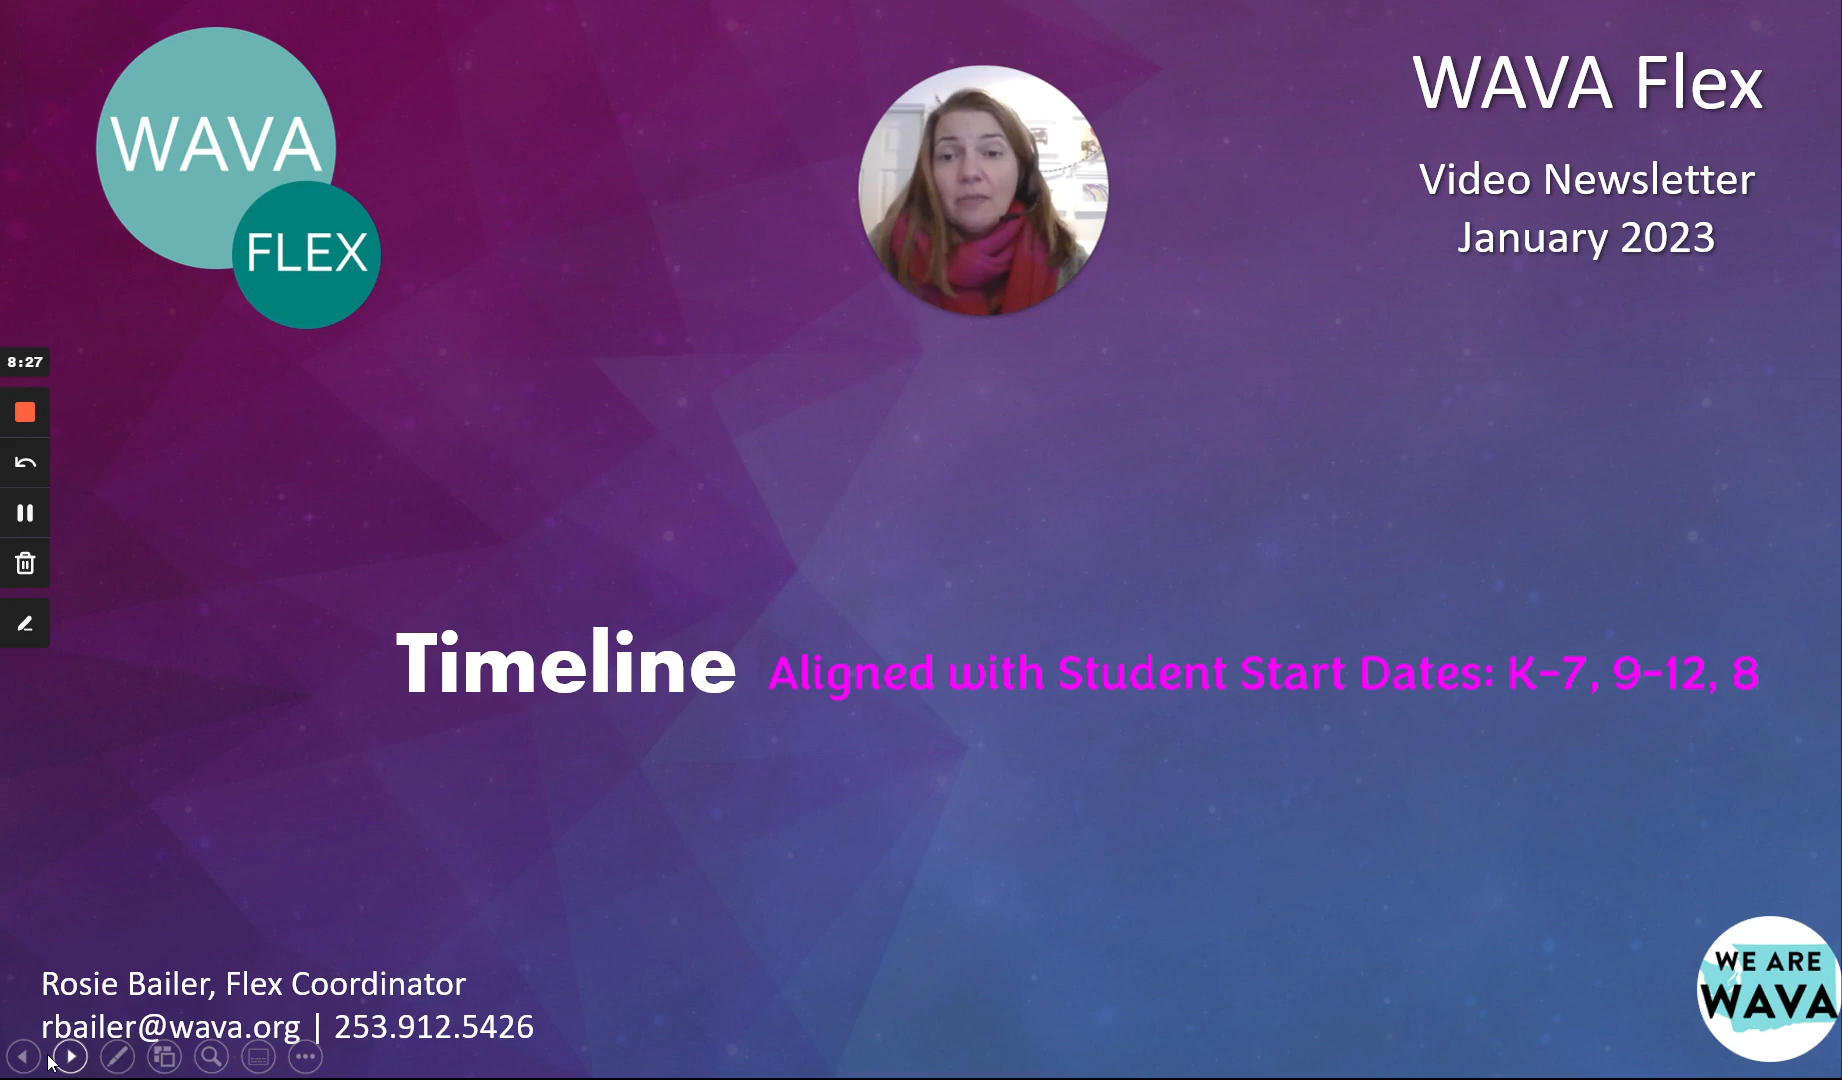 WAVA
FLEX
WAVA Flex
Video Newsletter
January 2023
8:27
Timeline Aligned with Student Start Dates: K-7, 9-12, 8
Rosie Bailer, Flex Coordinator
rbailer@wava.org | 253.912.5426
WE ARE
WAVA